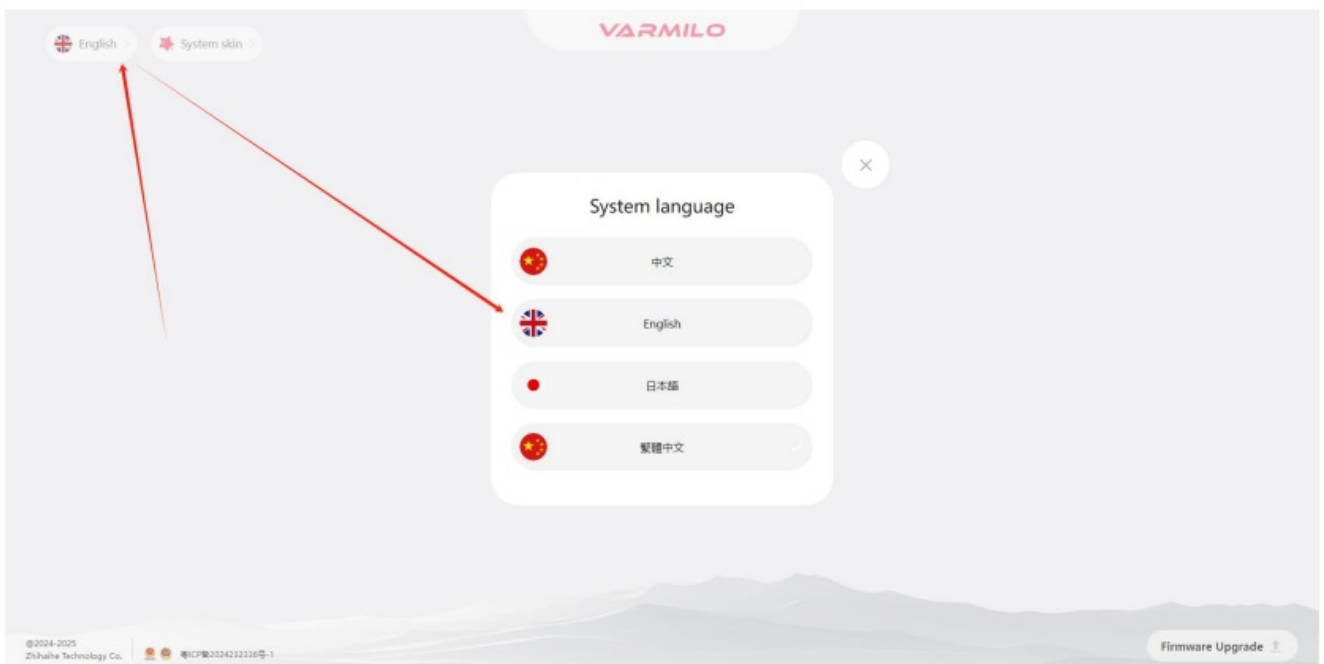 English
System skin
VARMILO
System language
中文
English
日本語
繁體中文
@2024-2025
Zhihaihe Technology Co.
Firmware Upgrade